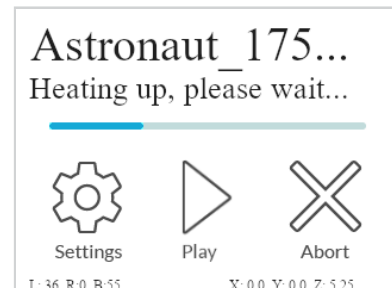 Astronaut_175...
Heating up, please wait...
Settings Play Abort
L: 36 R:0 B:55 X: 0.0 Y: 0.0 Z: 5.25